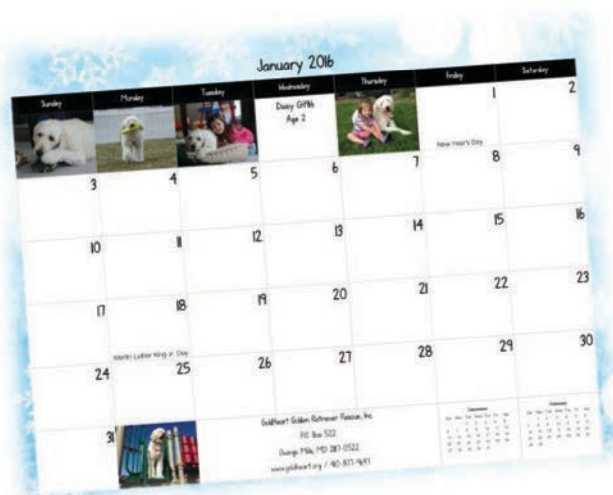 January 2016
Sunday Monday Tuesday Wednesday Thursday Friday Saturday
Daisy
Age 2
1 2
New Year's Day
3 4 5 6 7 8 9
10 11 12 13 14 15 16
17 18 19 20 21 22 23
Martin Luther King Jr. Day
24 25 26 27 28 29 30
31
GoldHeart Golden Retriever Rescue, Inc.
PO Box 522
Owings Mills, MD
www.goldheart.org /